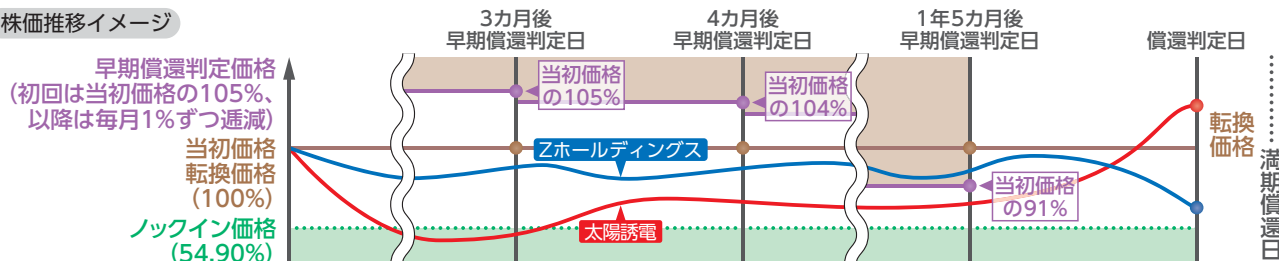 株価推移イメージ
3カ月後
早期償還判定日
4カ月後
早期償還判定日
1年5カ月後
早期償還判定日
償還判定日
早期償還判定価格
(初回は当初価格の105%、
以降は毎月1%ずつ逓減)
当初価格
転換価格
(100%)
ノックイン価格
(54.90%)
当初価格
の105%
当初価格
の104%
Zホールディングス
太陽誘電
当初価格
の91%
転換
価格
満期償還日